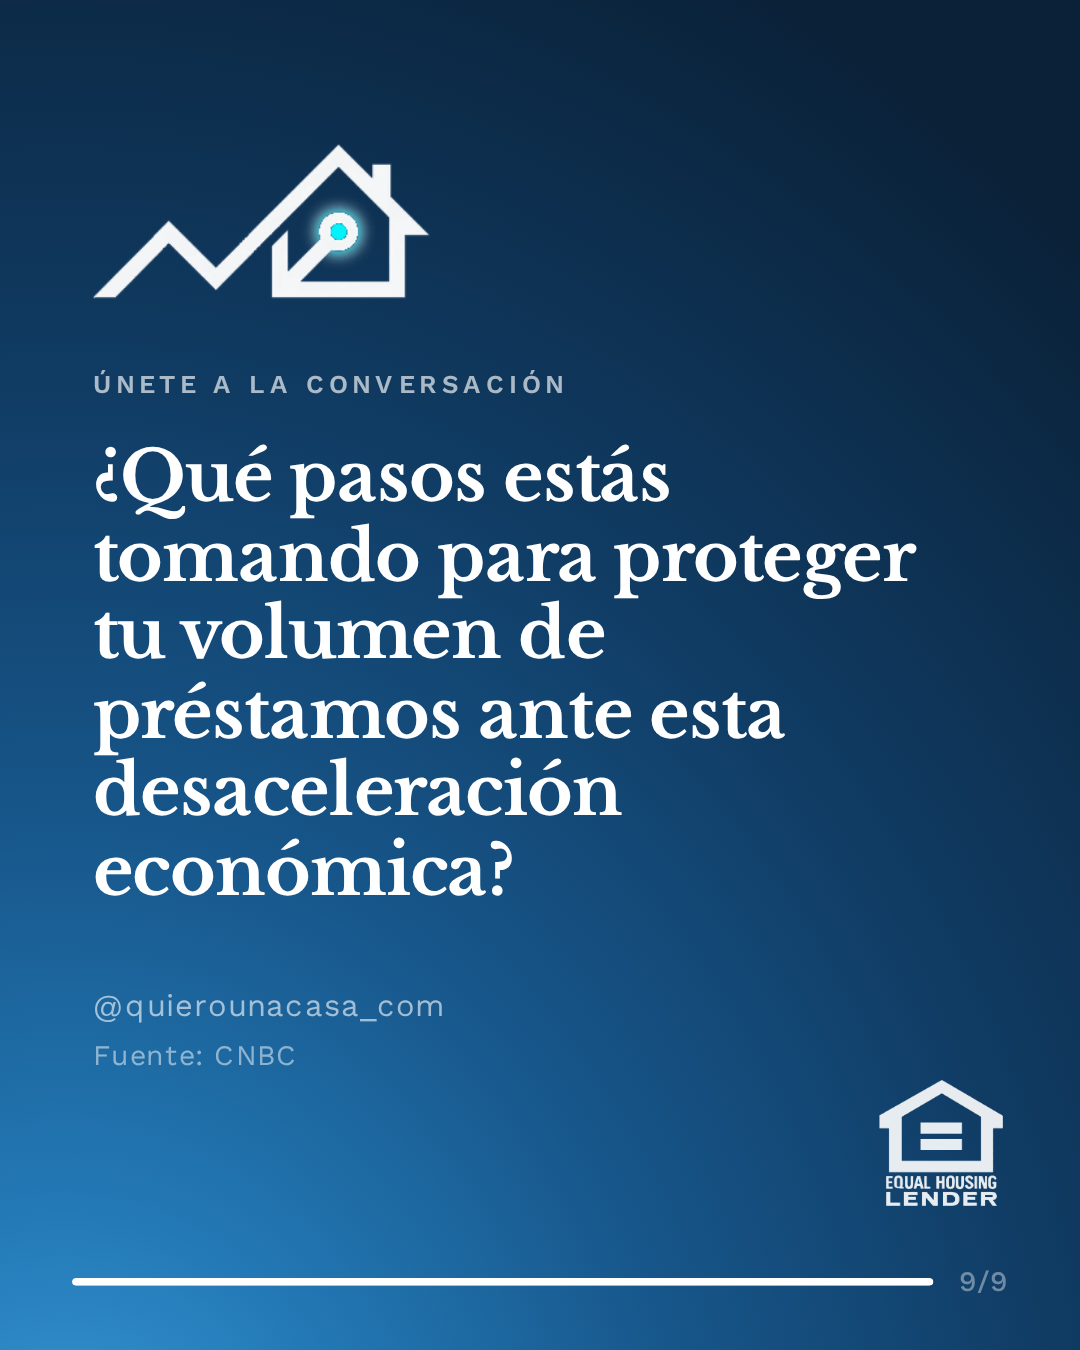 ÚNETE A LA CONVERSACIÓN
¿Qué pasos estás
tomando para proteger
tu volumen de
préstamos ante esta
desaceleración
económica?
@quierounacasa_com
Fuente: CNBC
EQUAL HOUSING
LENDER
9/9